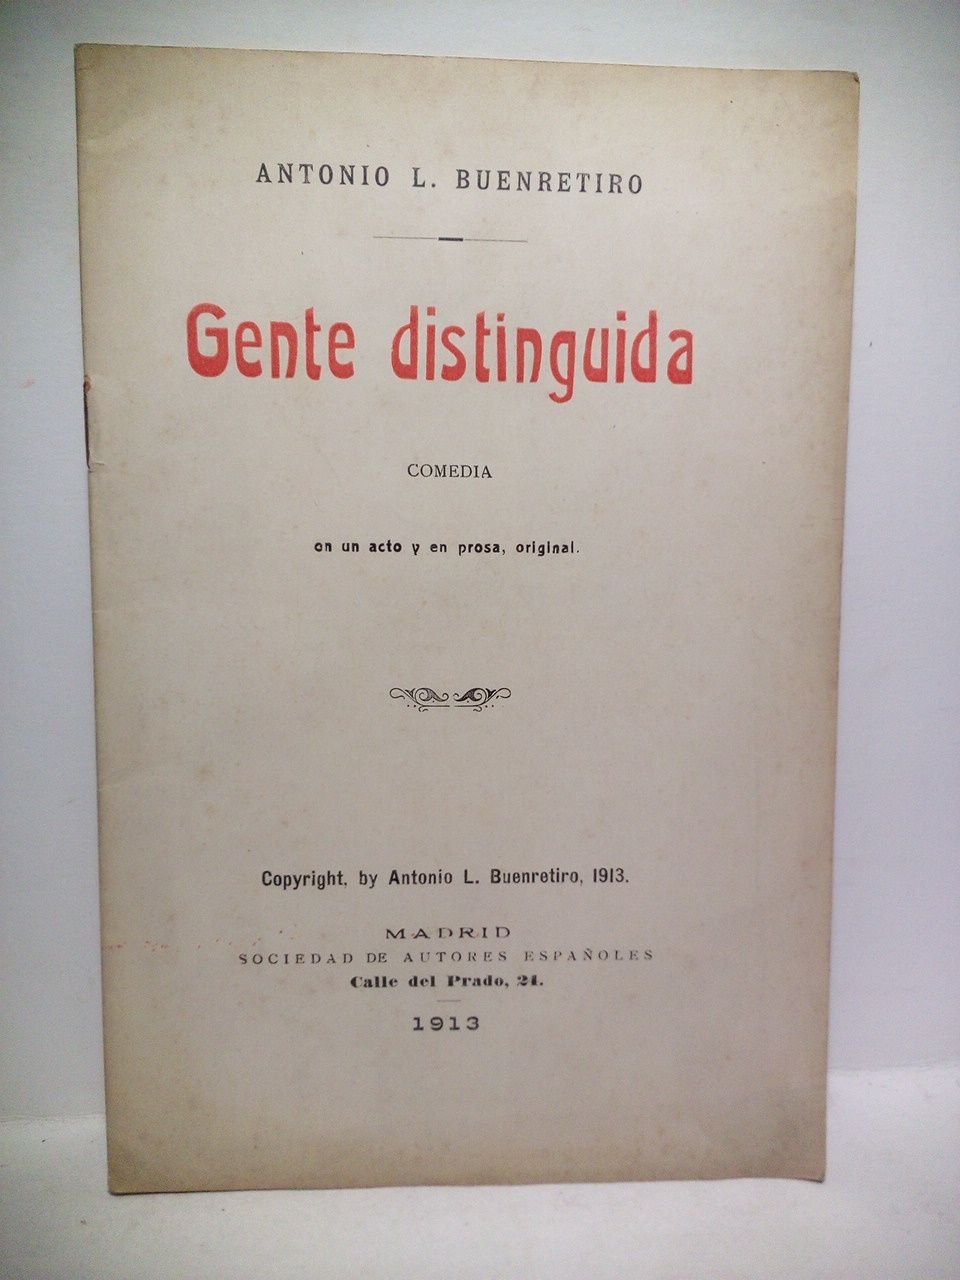 ANTONIO L. BUENRETIRO
Gente distinguida
COMEDIA
en un acto y en prosa, original.
Copyright, by Antonio L. Buenretiro, 1913.
MADRID
SOCIEDAD DE AUTORES ESPAÑOLES
Calle del Prado, 24.
1913